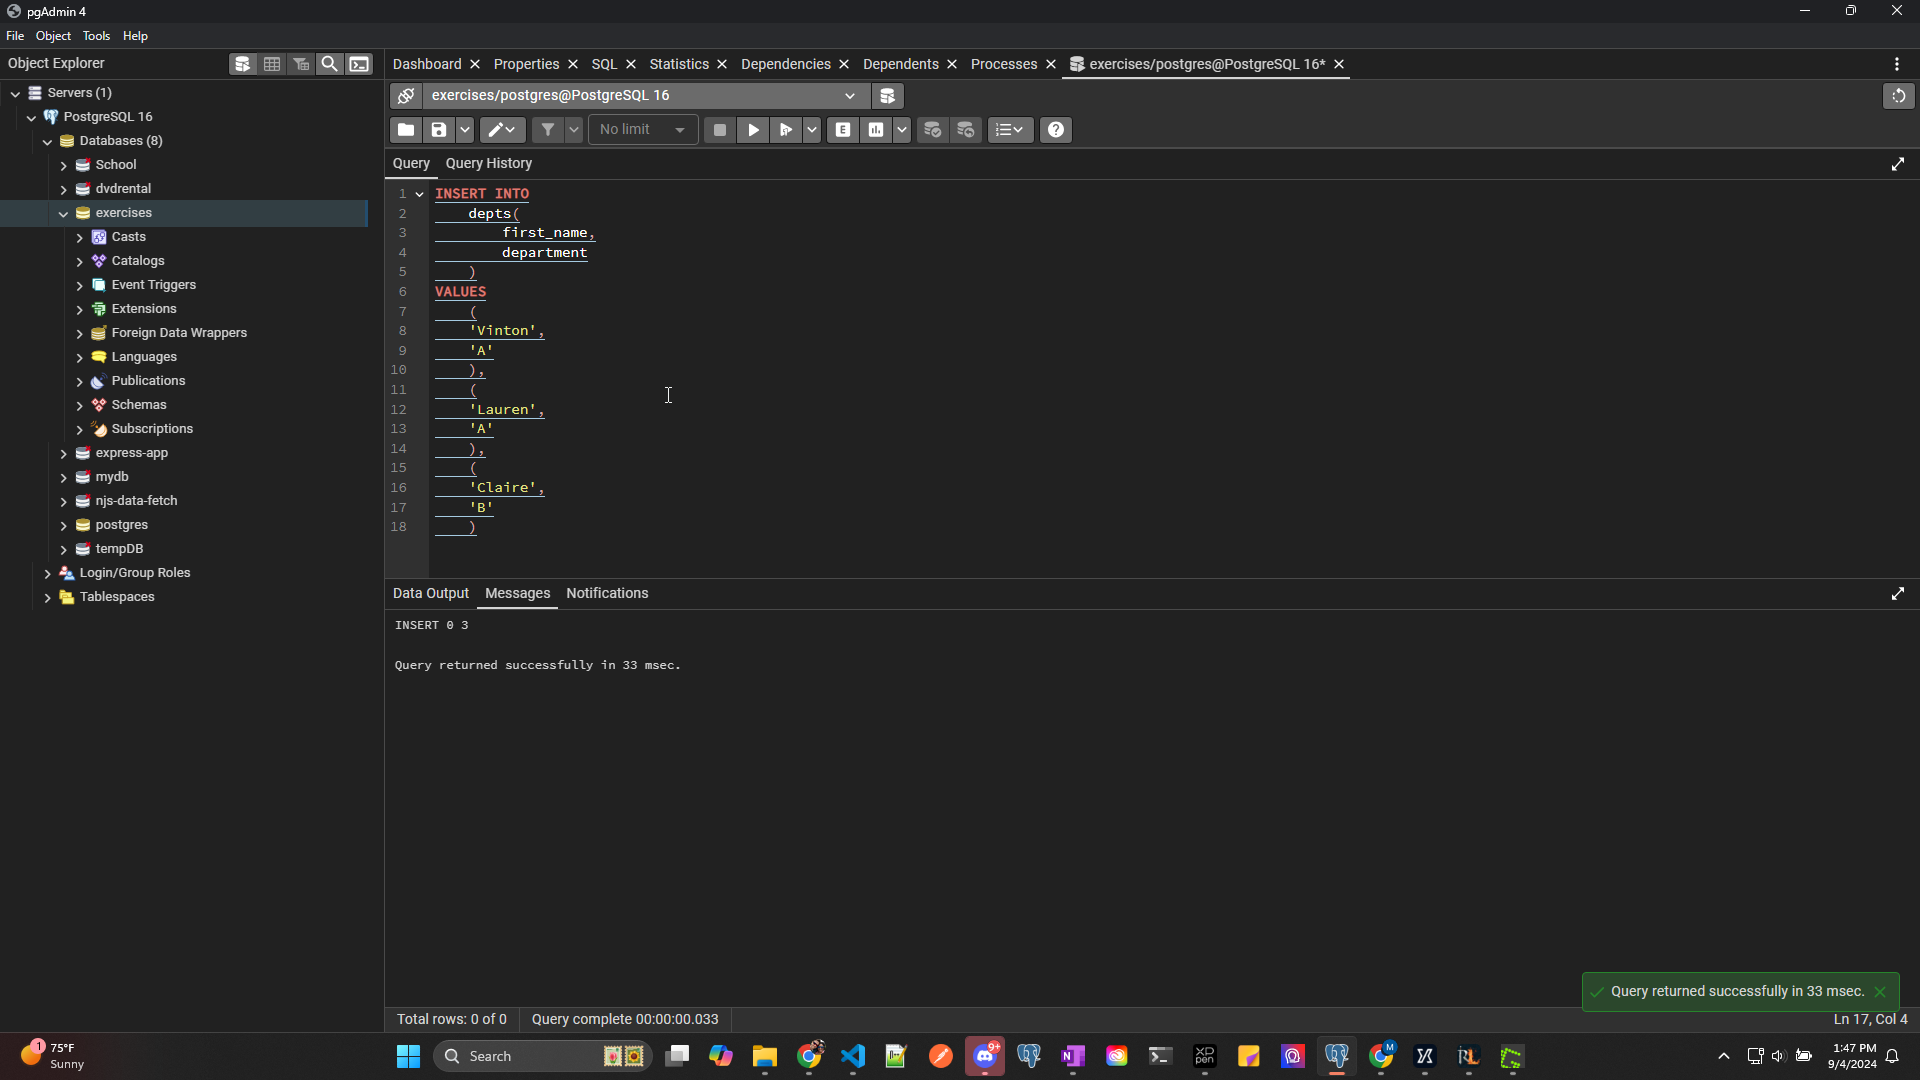 pgAdmin 4
File Object Tools Help
Object Explorer
Dashboard Properties SQL Statistics Dependencies Dependents Processes exercises/postgres@PostgreSQL 16*
Servers (1)
PostgreSQL 16
Databases (8)
School
dvdrental
exercises
Casts
Catalogs
Event Triggers
Extensions
Foreign Data Wrappers
Languages
Publications
Schemas
Subscriptions
express-app
mydb
njs-data-fetch
postgres
tempDB
Login/Group Roles
Tablespaces
exercises/postgres@PostgreSQL 16
No limit
E
Query Query History
1 INSERT INTO
2 depts(
3 first_name,
4 department
5 )
6 VALUES
7 (
8 'Vinton',
9 'A'
10 ),
11 (
12 'Lauren',
13 'A'
14 ),
15 (
16 'Claire',
17 'B'
18 )
Data Output Messages Notifications
INSERT 0 3
Query returned successfully in 33 msec.
Query returned successfully in 33 msec.
Total rows: 0 of 0 Query complete 00:00:00.033 Ln 17, Col 4
1
75°F
Sunny
Search
9+
XP
PEN
M
1:47 PM
9/4/2024